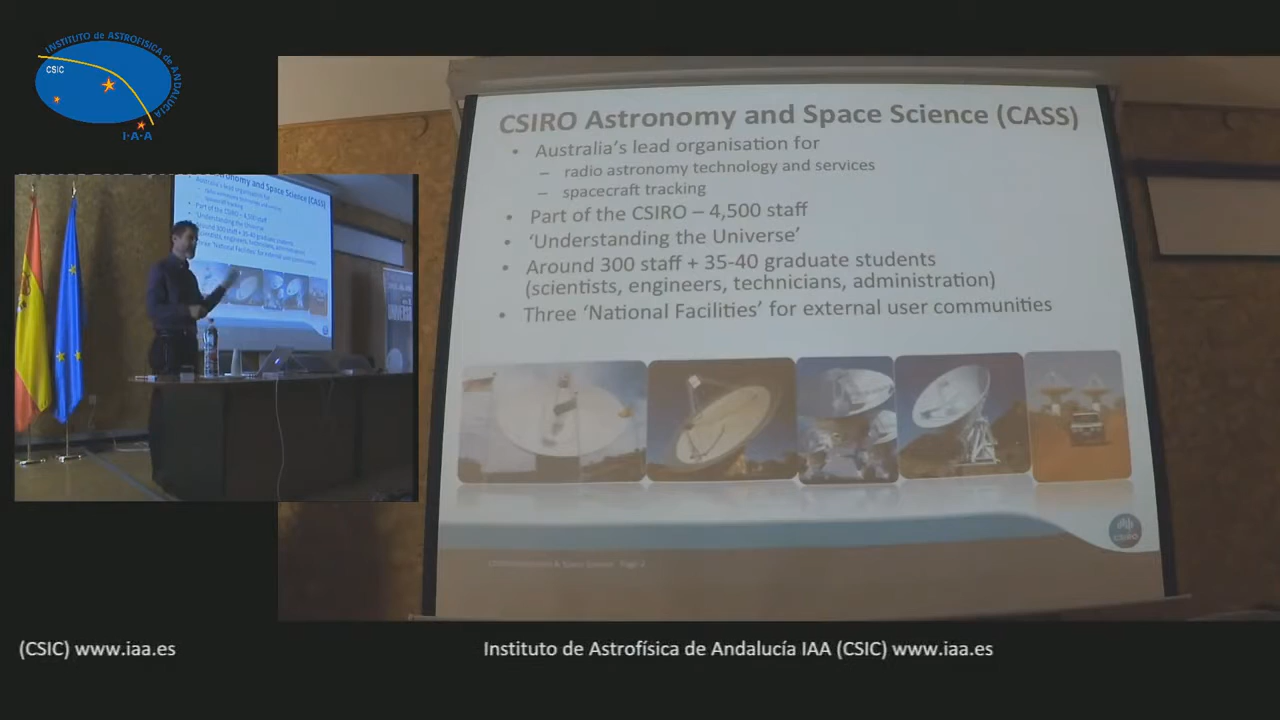 INSTITUTO de ASTROFÍSICA de ANDALUCÍA
CSIC
I·A·A
CSIRO Astronomy and Space Science (CASS)
• Australia's lead organisation for
– radio astronomy technology and services
– spacecraft tracking
• Part of the CSIRO – 4,500 staff
• 'Understanding the Universe'
• Around 300 staff + 35-40 graduate students
(scientists, engineers, technicians, administration)
• Three 'National Facilities' for external user communities
CSIRO
(CSIC) www.iaa.es
Instituto de Astrofísica de Andalucía IAA (CSIC) www.iaa.es